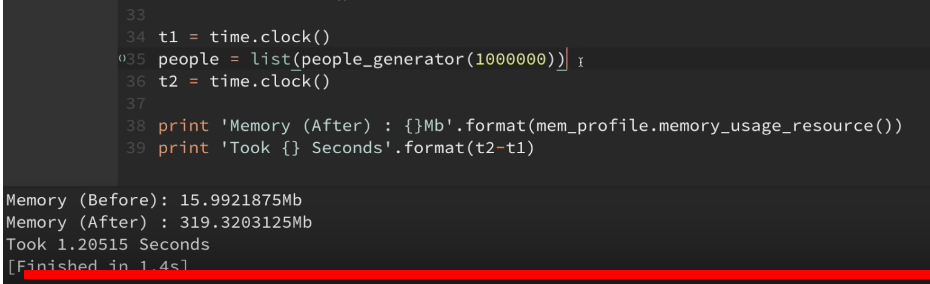 33
34 t1 = time.clock()
35 people = list(people_generator(1000000))
36 t2 = time.clock()
37
38 print 'Memory (After) : {}Mb'.format(mem_profile.memory_usage_resource())
39 print 'Took {} Seconds'.format(t2-t1)
Memory (Before): 15.9921875Mb
Memory (After) : 319.3203125Mb
Took 1.20515 Seconds
[Finished in 1.4s]